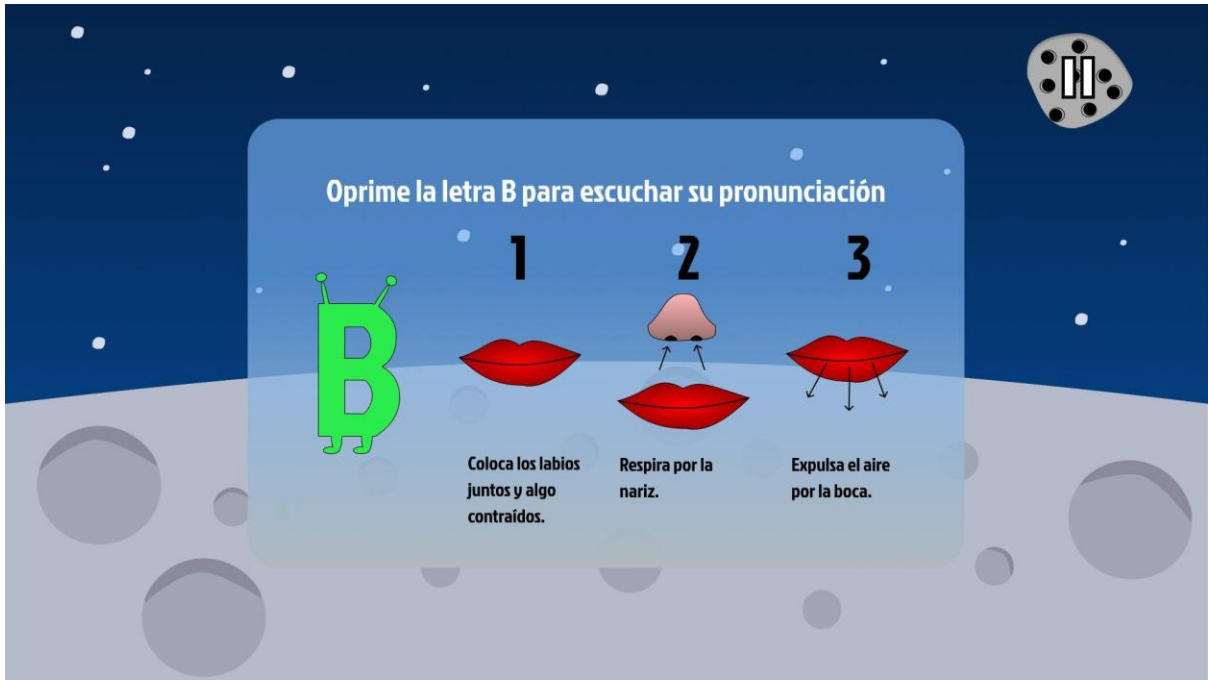 Oprime la letra B para escuchar su pronunciación
1
2
3
B
Coloca los labios
juntos y algo
contraídos.
Respira por la
nariz.
Expulsa el aire
por la boca.